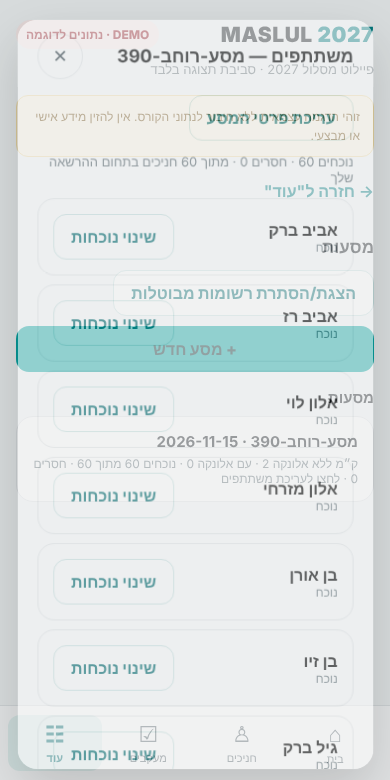 MASLUL 2027
DEMO · נתונים לדוגמה
משתתפים — מסע-רוחב-390
×
פיילוט מסלול 2027 · סביבת תצוגה בלבד
עריכת פרטי המסע
לנתוני הקורס. אין להזין מידע אישי
או מבצעי.
נוכחים 60 · חסרים 0 · מתוך 60 חניכים בתחום ההרשאה
שלך
→ חזרה ל"עוד"
אביב ברק
נוכח
שינוי נוכחות
מסעות
הצגת/הסתרת רשומות מבוטלות
אביב רז
נוכח
שינוי נוכחות
+ מסע חדש
אלון לוי
נוכח
שינוי נוכחות
מסעות
מסע-רוחב-390 · 2026-11-15
ק״מ ללא אלונקה 2 · עם אלונקה 0 · נוכחים 60 מתוך 60 · חסרים
0 · לחצו לעריכת משתתפים
אלון מזרחי
נוכח
שינוי נוכחות
בן אורן
נוכח
שינוי נוכחות
בן זיו
נוכח
שינוי נוכחות
גיל ברק
נוכח
שינוי נוכחות
בית
חניכים
מעקבים
עוד